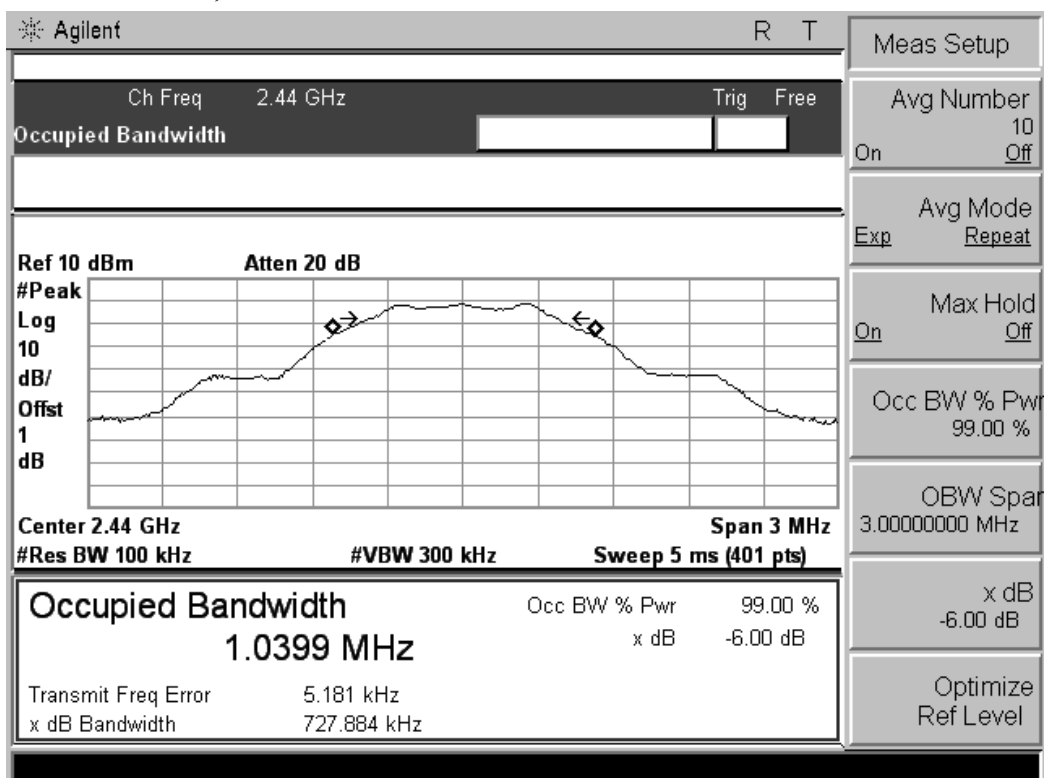 Agilent R T
Ch Freq 2.44 GHz Trig Free
Occupied Bandwidth
Ref 10 dBm Atten 20 dB
#Peak
Log
10
dB/
Offst
1
dB
Center 2.44 GHz Span 3 MHz
#Res BW 100 kHz #VBW 300 kHz Sweep 5 ms (401 pts)
Occupied Bandwidth
1.0399 MHz
Occ BW % Pwr 99.00 %
x dB -6.00 dB
Transmit Freq Error 5.181 kHz
x dB Bandwidth 727.884 kHz
Meas Setup
Avg Number
10
On Off
Avg Mode
Exp Repeat
Max Hold
On Off
Occ BW % Pwr
99.00 %
OBW Span
3.00000000 MHz
x dB
-6.00 dB
Optimize
Ref Level